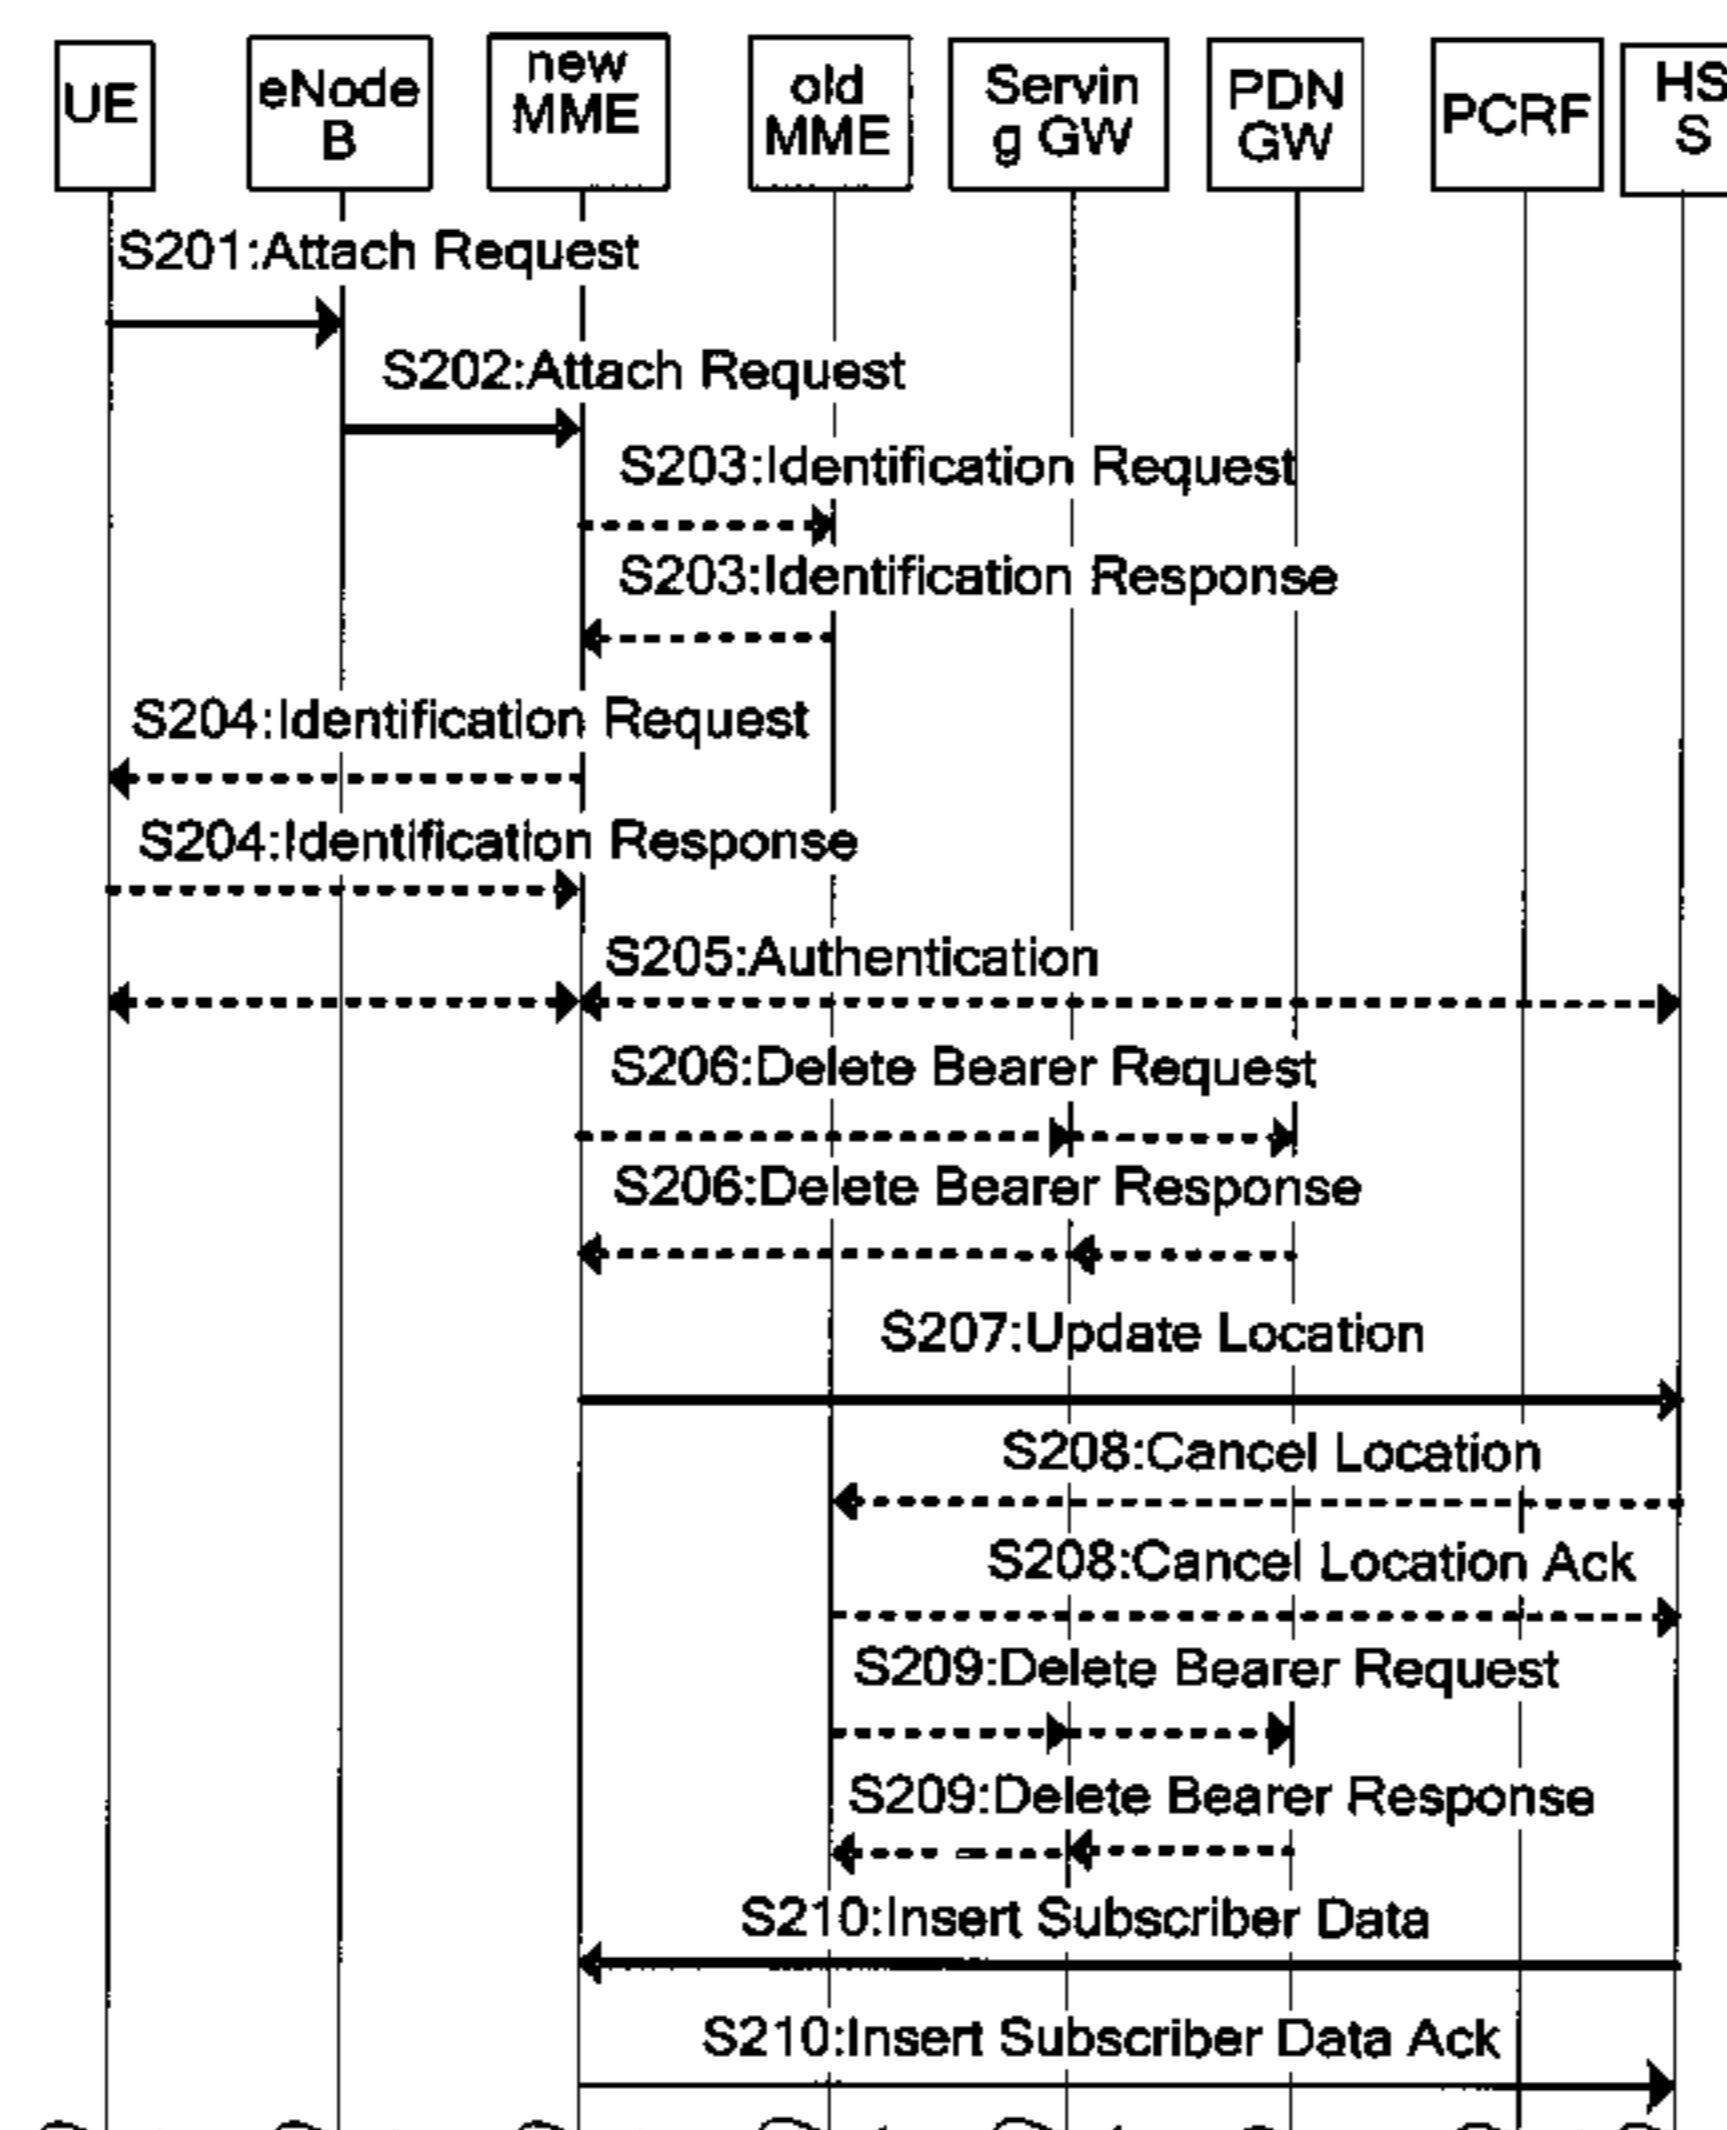 UE
eNode
B
new
MME
old
MME
Servin
g GW
PDN
GW
PCRF
HS
S
S201:Attach Request
S202:Attach Request
S203:Identification Request
S203:Identification Response
S204:Identification Request
S204:Identification Response
S205:Authentication
S206:Delete Bearer Request
S206:Delete Bearer Response
S207:Update Location
S208:Cancel Location
S208:Cancel Location Ack
S209:Delete Bearer Request
S209:Delete Bearer Response
S210:Insert Subscriber Data
S210:Insert Subscriber Data Ack